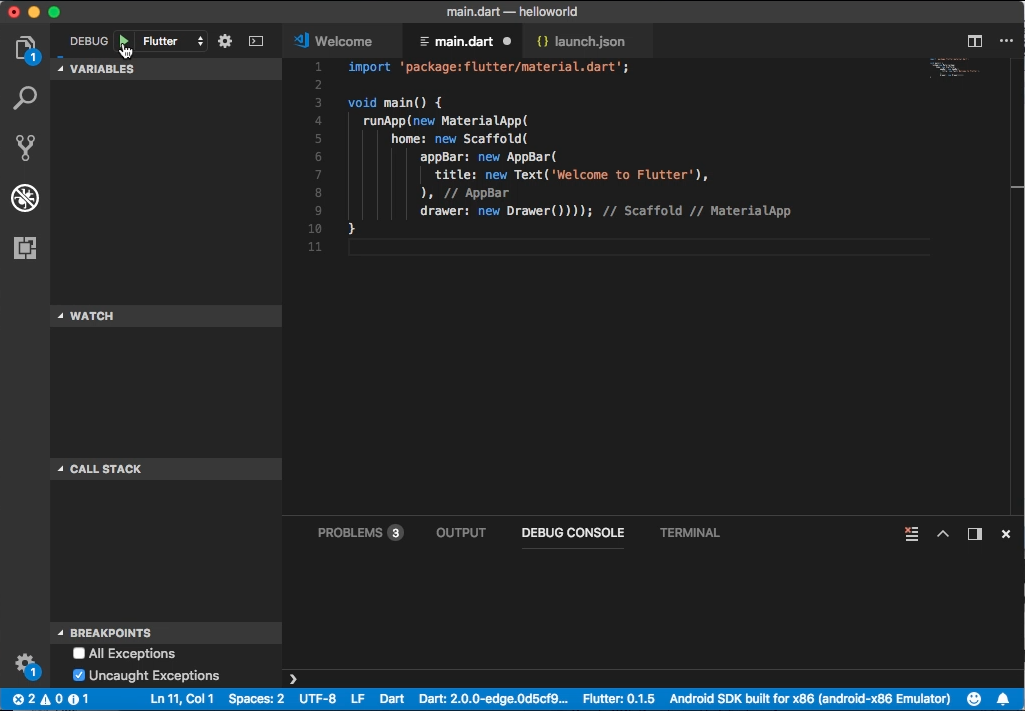 main.dart — helloworld
DEBUG Flutter
Welcome main.dart {} launch.json
VARIABLES
1 import 'package:flutter/material.dart';
2
3 void main() {
4 runApp(new MaterialApp(
5 home: new Scaffold(
6 appBar: new AppBar(
7 title: new Text('Welcome to Flutter'),
8 ), // AppBar
9 drawer: new Drawer()))); // Scaffold // MaterialApp
10 }
11
1
WATCH
CALL STACK
PROBLEMS 3 OUTPUT DEBUG CONSOLE TERMINAL
BREAKPOINTS
All Exceptions
Uncaught Exceptions
1
2 0 1 Ln 11, Col 1 Spaces: 2 UTF-8 LF Dart Dart: 2.0.0-edge.0d5cf9... Flutter: 0.1.5 Android SDK built for x86 (android-x86 Emulator)